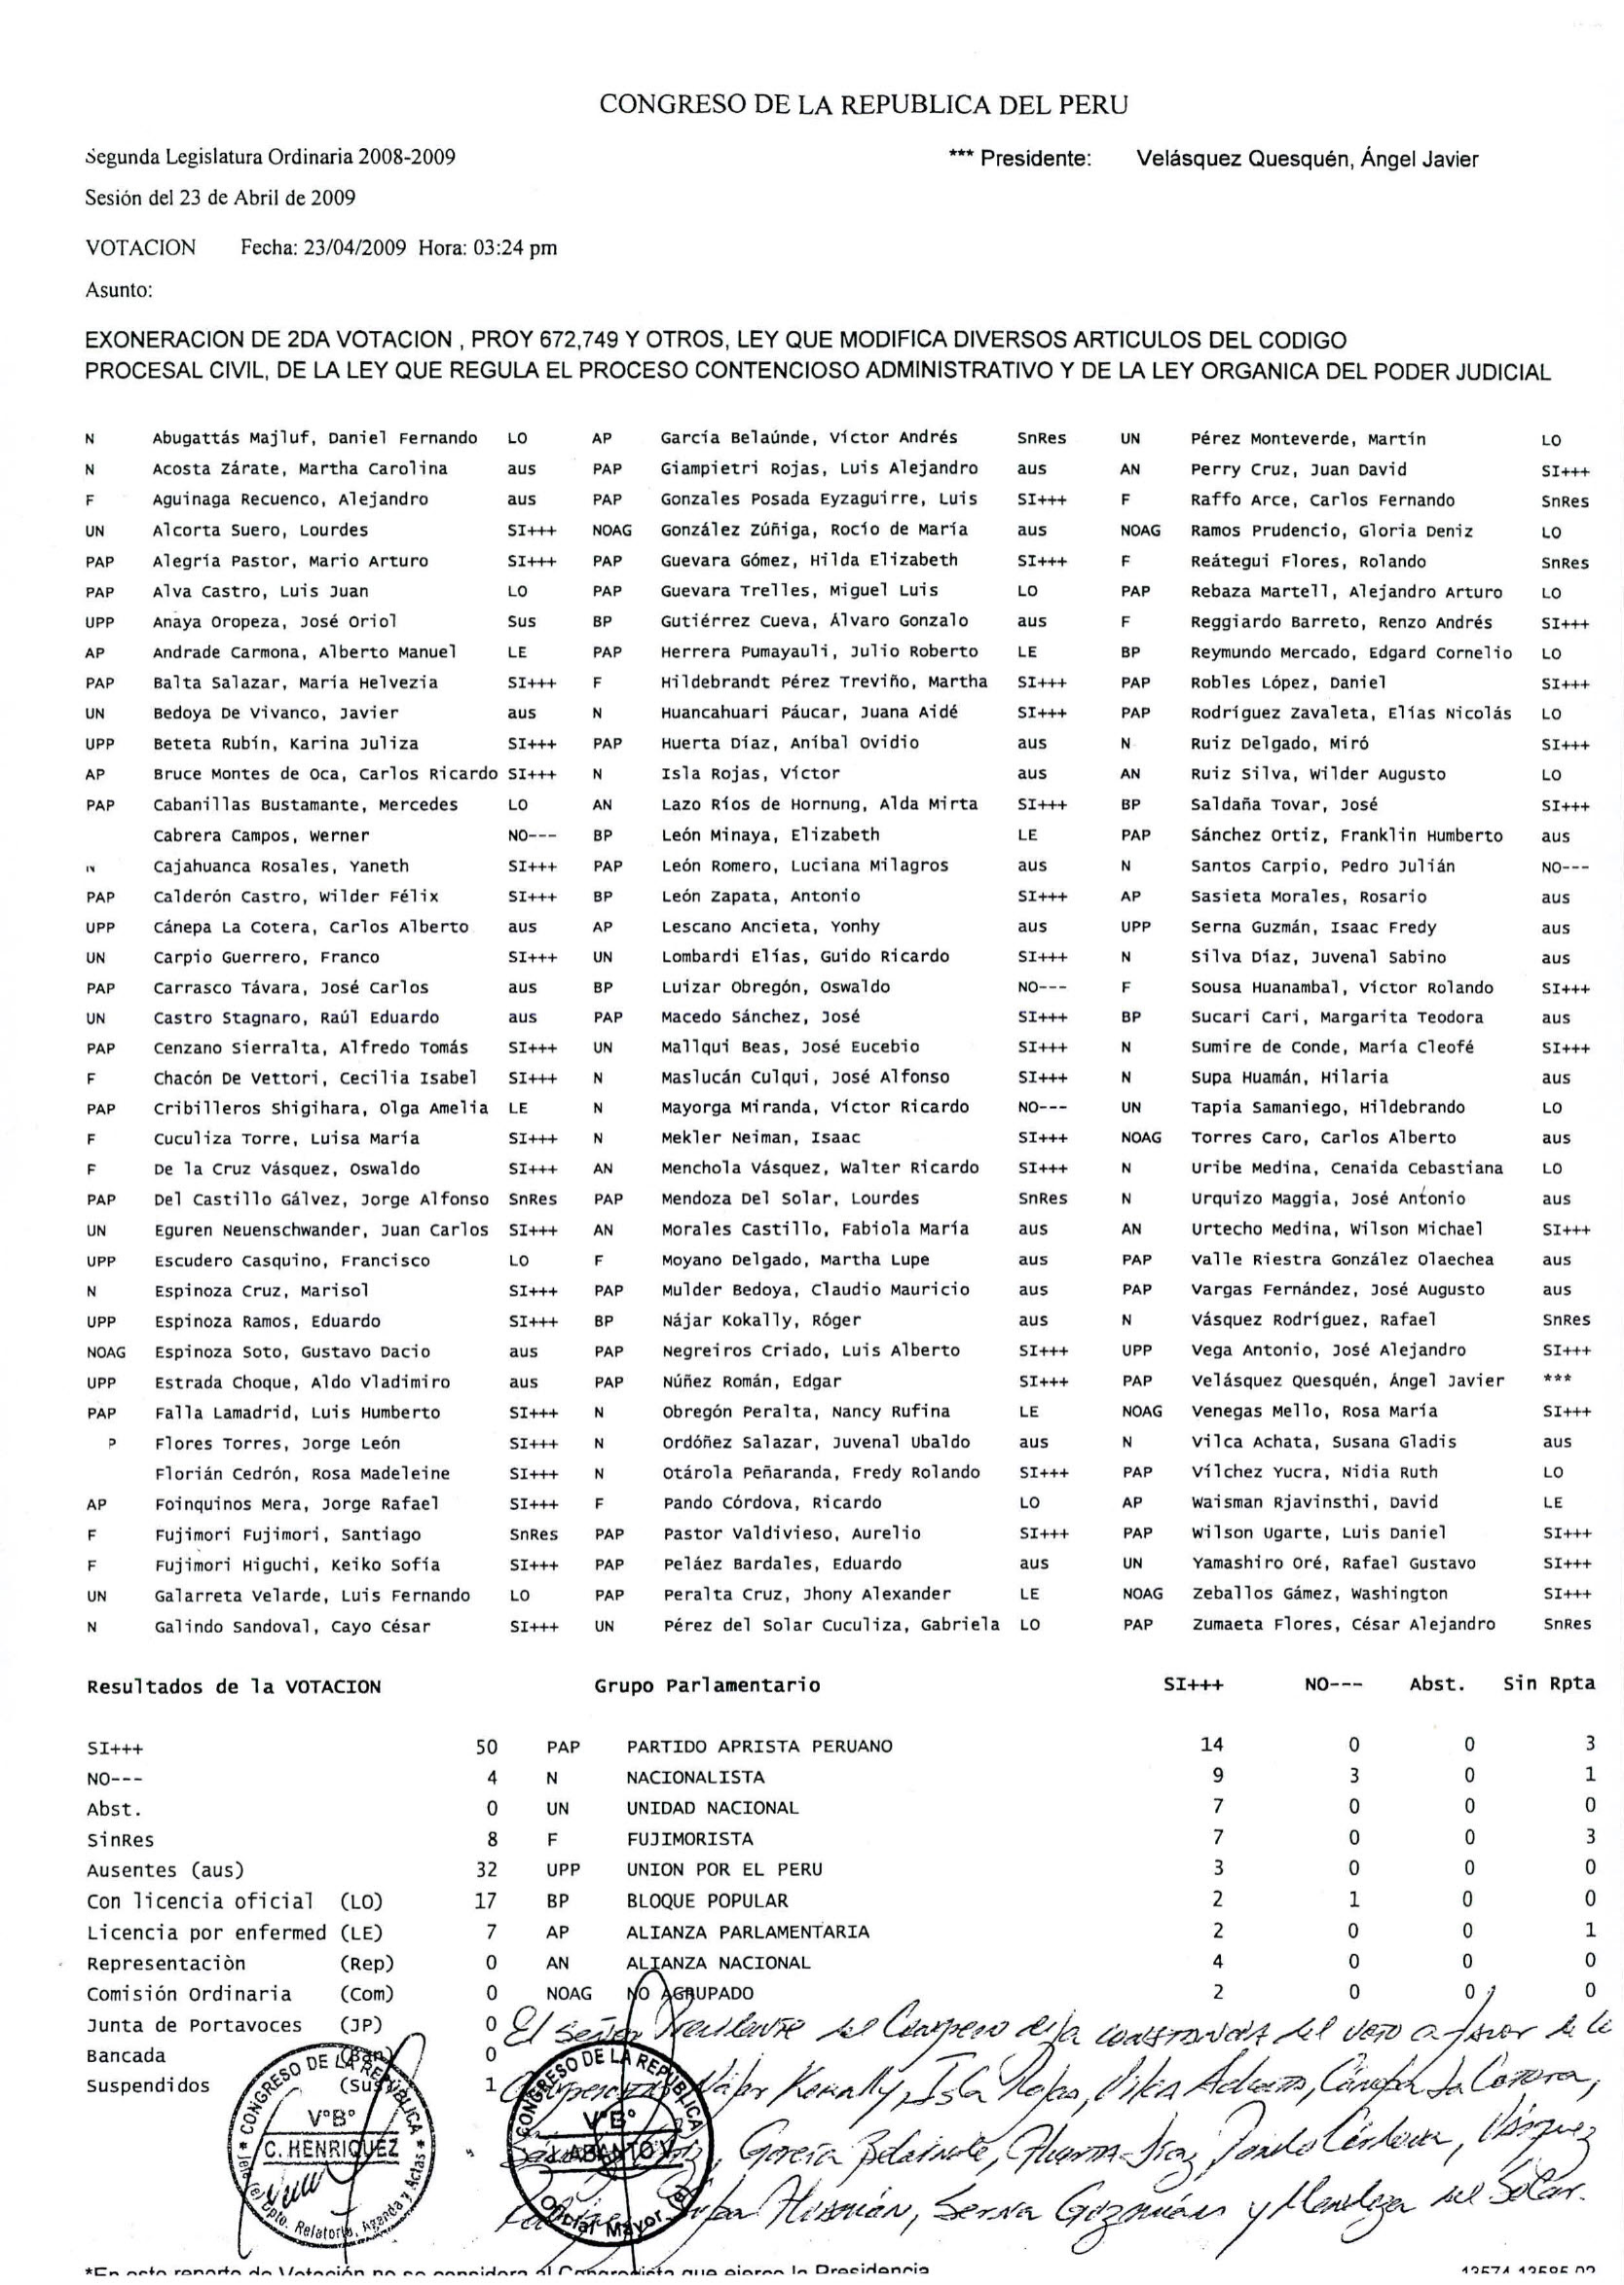 CONGRESO DE LA REPUBLICA DEL PERU
Segunda Legislatura Ordinaria 2008-2009 *** Presidente: Velásquez Quesquén, Ángel Javier
Sesión del 23 de Abril de 2009
VOTACION Fecha: 23/04/2009 Hora: 03:24 pm
Asunto:
EXONERACION DE 2DA VOTACION , PROY 672,749 Y OTROS, LEY QUE MODIFICA DIVERSOS ARTICULOS DEL CODIGO
PROCESAL CIVIL, DE LA LEY QUE REGULA EL PROCESO CONTENCIOSO ADMINISTRATIVO Y DE LA LEY ORGANICA DEL PODER JUDICIAL
N Abugattás Majluf, Daniel Fernando LO AP García Belaúnde, Víctor Andrés SnRes UN Pérez Monteverde, Martín LO
N Acosta Zárate, Martha Carolina aus PAP Giampietri Rojas, Luis Alejandro aus AN Perry Cruz, Juan David SI+++
F Aguinaga Recuenco, Alejandro aus PAP Gonzales Posada Eyzaguirre, Luis SI+++ F Raffo Arce, Carlos Fernando SnRes
UN Alcorta Suero, Lourdes SI+++ NOAG González Zúñiga, Rocío de María aus NOAG Ramos Prudencio, Gloria Deniz LO
PAP Alegría Pastor, Mario Arturo SI+++ PAP Guevara Gómez, Hilda Elizabeth SI+++ F Reátegui Flores, Rolando SnRes
PAP Alva Castro, Luis Juan LO PAP Guevara Trelles, Miguel Luis LO PAP Rebaza Martell, Alejandro Arturo LO
UPP Anaya Oropeza, José Oriol Sus BP Gutiérrez Cueva, Álvaro Gonzalo aus F Reggiardo Barreto, Renzo Andrés SI+++
AP Andrade Carmona, Alberto Manuel LE PAP Herrera Pumayauli, Julio Roberto LE BP Reymundo Mercado, Edgard Cornelio LO
PAP Balta Salazar, María Helvezia SI+++ F Hildebrandt Pérez Treviño, Martha SI+++ PAP Robles López, Daniel SI+++
UN Bedoya De Vivanco, Javier aus N Huancahuari Páucar, Juana Aidé SI+++ PAP Rodríguez Zavaleta, Elías Nicolás LO
UPP Beteta Rubín, Karina Juliza SI+++ PAP Huerta Díaz, Aníbal Ovidio aus N Ruiz Delgado, Miró SI+++
AP Bruce Montes de Oca, Carlos Ricardo SI+++ N Isla Rojas, Víctor aus AN Ruiz Silva, Wilder Augusto LO
PAP Cabanillas Bustamante, Mercedes LO AN Lazo Ríos de Hornung, Alda Mirta SI+++ BP Saldaña Tovar, José SI+++
Cabrera Campos, Werner NO--- BP León Minaya, Elizabeth LE PAP Sánchez Ortiz, Franklin Humberto aus
N Cajahuanca Rosales, Yaneth SI+++ PAP León Romero, Luciana Milagros aus N Santos Carpio, Pedro Julián NO---
PAP Calderón Castro, Wilder Félix SI+++ BP León Zapata, Antonio SI+++ AP Sasieta Morales, Rosario aus
UPP Cánepa La Cotera, Carlos Alberto aus AP Lescano Ancieta, Yonhy aus UPP Serna Guzmán, Isaac Fredy aus
UN Carpio Guerrero, Franco SI+++ UN Lombardi Elías, Guido Ricardo SI+++ N Silva Díaz, Juvenal Sabino aus
PAP Carrasco Távara, José Carlos aus BP Luizar Obregón, Oswaldo NO--- F Sousa Huanambal, Víctor Rolando SI+++
UN Castro Stagnaro, Raúl Eduardo aus PAP Macedo Sánchez, José SI+++ BP Sucari Cari, Margarita Teodora aus
PAP Cenzano Sierralta, Alfredo Tomás SI+++ UN Mallqui Beas, José Eucebio SI+++ N Sumire de Conde, María Cleofé SI+++
F Chacón De Vettori, Cecilia Isabel SI+++ N Maslucán Culqui, José Alfonso SI+++ N Supa Huamán, Hilaria aus
PAP Cribilleros Shigihara, Olga Amelia LE N Mayorga Miranda, Víctor Ricardo NO--- UN Tapia Samaniego, Hildebrando LO
F Cuculiza Torre, Luisa María SI+++ N Mekler Neiman, Isaac SI+++ NOAG Torres Caro, Carlos Alberto aus
F De la Cruz Vásquez, Oswaldo SI+++ AN Menchola Vásquez, Walter Ricardo SI+++ N Uribe Medina, Cenaida Cebastiana LO
PAP Del Castillo Gálvez, Jorge Alfonso SnRes PAP Mendoza Del Solar, Lourdes SnRes N Urquizo Maggia, José Antonio aus
UN Eguren Neuenschwander, Juan Carlos SI+++ AN Morales Castillo, Fabiola María aus AN Urtecho Medina, Wilson Michael SI+++
UPP Escudero Casquino, Francisco LO F Moyano Delgado, Martha Lupe aus PAP Valle Riestra González Olaechea aus
N Espinoza Cruz, Marisol SI+++ PAP Mulder Bedoya, Claudio Mauricio aus PAP Vargas Fernández, José Augusto aus
UPP Espinoza Ramos, Eduardo SI+++ BP Nájar Kokally, Róger aus N Vásquez Rodríguez, Rafael SnRes
NOAG Espinoza Soto, Gustavo Dacio aus PAP Negreiros Criado, Luis Alberto SI+++ UPP Vega Antonio, José Alejandro SI+++
UPP Estrada Choque, Aldo Vladimiro aus PAP Núñez Román, Edgar SI+++ PAP Velásquez Quesquén, Ángel Javier ***
PAP Falla Lamadrid, Luis Humberto SI+++ N Obregón Peralta, Nancy Rufina LE NOAG Venegas Mello, Rosa María SI+++
P Flores Torres, Jorge León SI+++ N Ordóñez Salazar, Juvenal Ubaldo aus N Vilca Achata, Susana Gladis aus
Florián Cedrón, Rosa Madeleine SI+++ N Otárola Peñaranda, Fredy Rolando SI+++ PAP Vílchez Yucra, Nidia Ruth LO
AP Foinquinos Mera, Jorge Rafael SI+++ F Pando Córdova, Ricardo LO AP Waisman Rjavinsthi, David LE
F Fujimori Fujimori, Santiago SnRes PAP Pastor Valdivieso, Aurelio SI+++ PAP Wilson Ugarte, Luis Daniel SI+++
F Fujimori Higuchi, Keiko Sofía SI+++ PAP Peláez Bardales, Eduardo aus UN Yamashiro Oré, Rafael Gustavo SI+++
UN Galarreta Velarde, Luis Fernando LO PAP Peralta Cruz, Jhony Alexander LE NOAG Zeballos Gámez, Washington SI+++
N Galindo Sandoval, Cayo César SI+++ UN Pérez del Solar Cuculiza, Gabriela LO PAP Zumaeta Flores, César Alejandro SnRes
Resultados de la VOTACION Grupo Parlamentario SI+++ NO--- Abst. Sin Rpta
SI+++ 50 PAP PARTIDO APRISTA PERUANO 14 0 0 3
NO--- 4 N NACIONALISTA 9 3 0 1
Abst. 0 UN UNIDAD NACIONAL 7 0 0 0
SinRes 8 F FUJIMORISTA 7 0 0 3
Ausentes (aus) 32 UPP UNION POR EL PERU 3 0 0 0
Con licencia oficial (LO) 17 BP BLOQUE POPULAR 2 1 0 0
Licencia por enfermed (LE) 7 AP ALIANZA PARLAMENTARIA 2 0 0 1
Representaciòn (Rep) 0 AN ALIANZA NACIONAL 4 0 0 0
Comisión Ordinaria (Com) 0 NOAG NO AGRUPADO 2 0 0 0
Junta de Portavoces (JP) 0
Bancada (Ban) 0
Suspendidos (Sus) 1
El Señor Presidente del Congreso deja constancia del voto a favor de
Nájar Kokally, Isla Rojas, Vilca Achata, Cánepa La Cotera,
García Belaúnde, Huerta Díaz, Pando Córdova, Vásquez
Supa Huamán, Serna Guzmán y Mendoza del Solar.
CONGRESO DE LA REPÚBLICA
V°B°
C. HENRIQUEZ
Jefe (e) Dpto. Relatoría, Agenda y Actas
CONGRESO DE LA REPÚBLICA
V°B°
ABANTO V.
Oficial Mayor (e)
*En este reporte de Votación no se considera al Congresista que ejerce la Presidencia